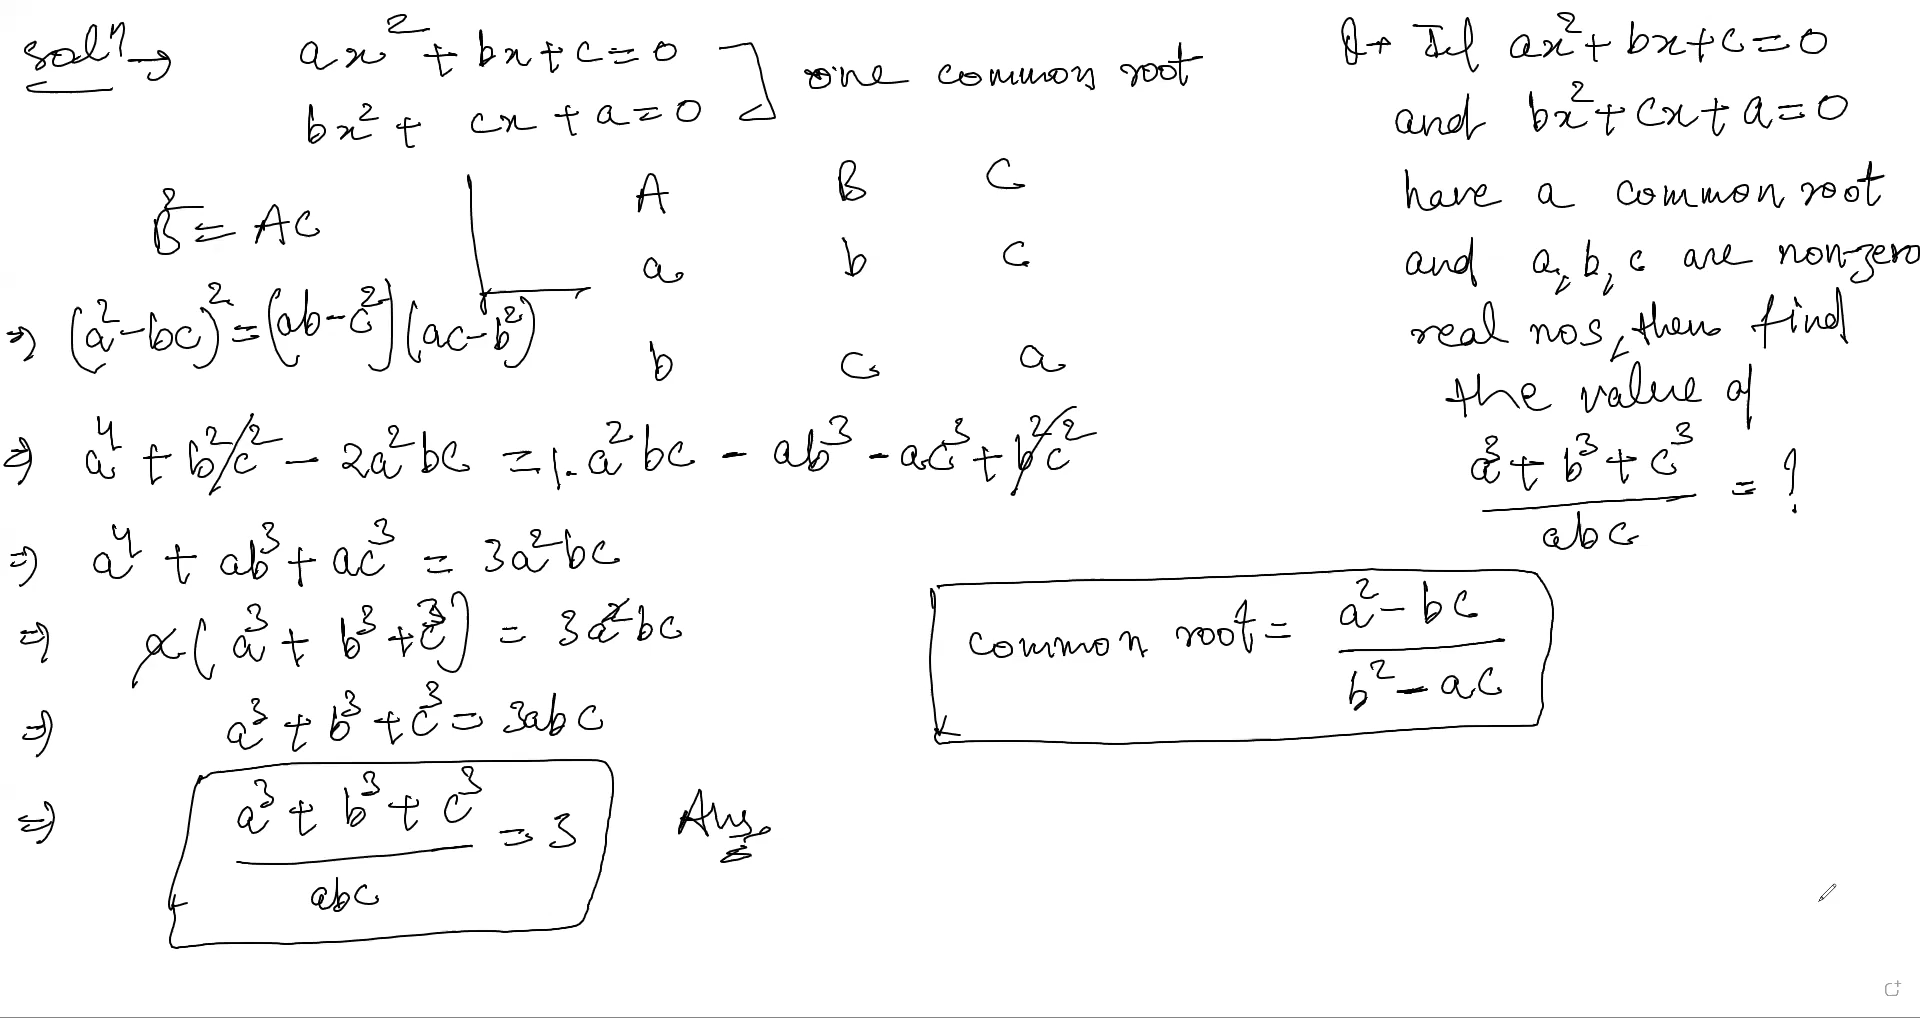 Solⁿ→ ax² + bx + c = 0
bx² + cx + a = 0
one common root
A B C
a b c
b c a
B² = AC
⇒ (a² - bc)² = (ab - c²)(ac - b²)
⇒ a⁴ + b²c² - 2a²bc = 1.a²bc - ab³ - ac³ + b²c²
⇒ a⁴ + ab³ + ac³ = 3a²bc
⇒ a(a³ + b³ + c³) = 3a²bc
⇒ a³ + b³ + c³ = 3abc
⇒ (a³ + b³ + c³)/abc = 3 Ans.
Q→ If ax² + bx + c = 0
and bx² + cx + a = 0
have a common root
and a, b, c are non-zero
real nos, then find
the value of
(a³ + b³ + c³)/abc = ?
common root = (a² - bc)/(b² - ac)